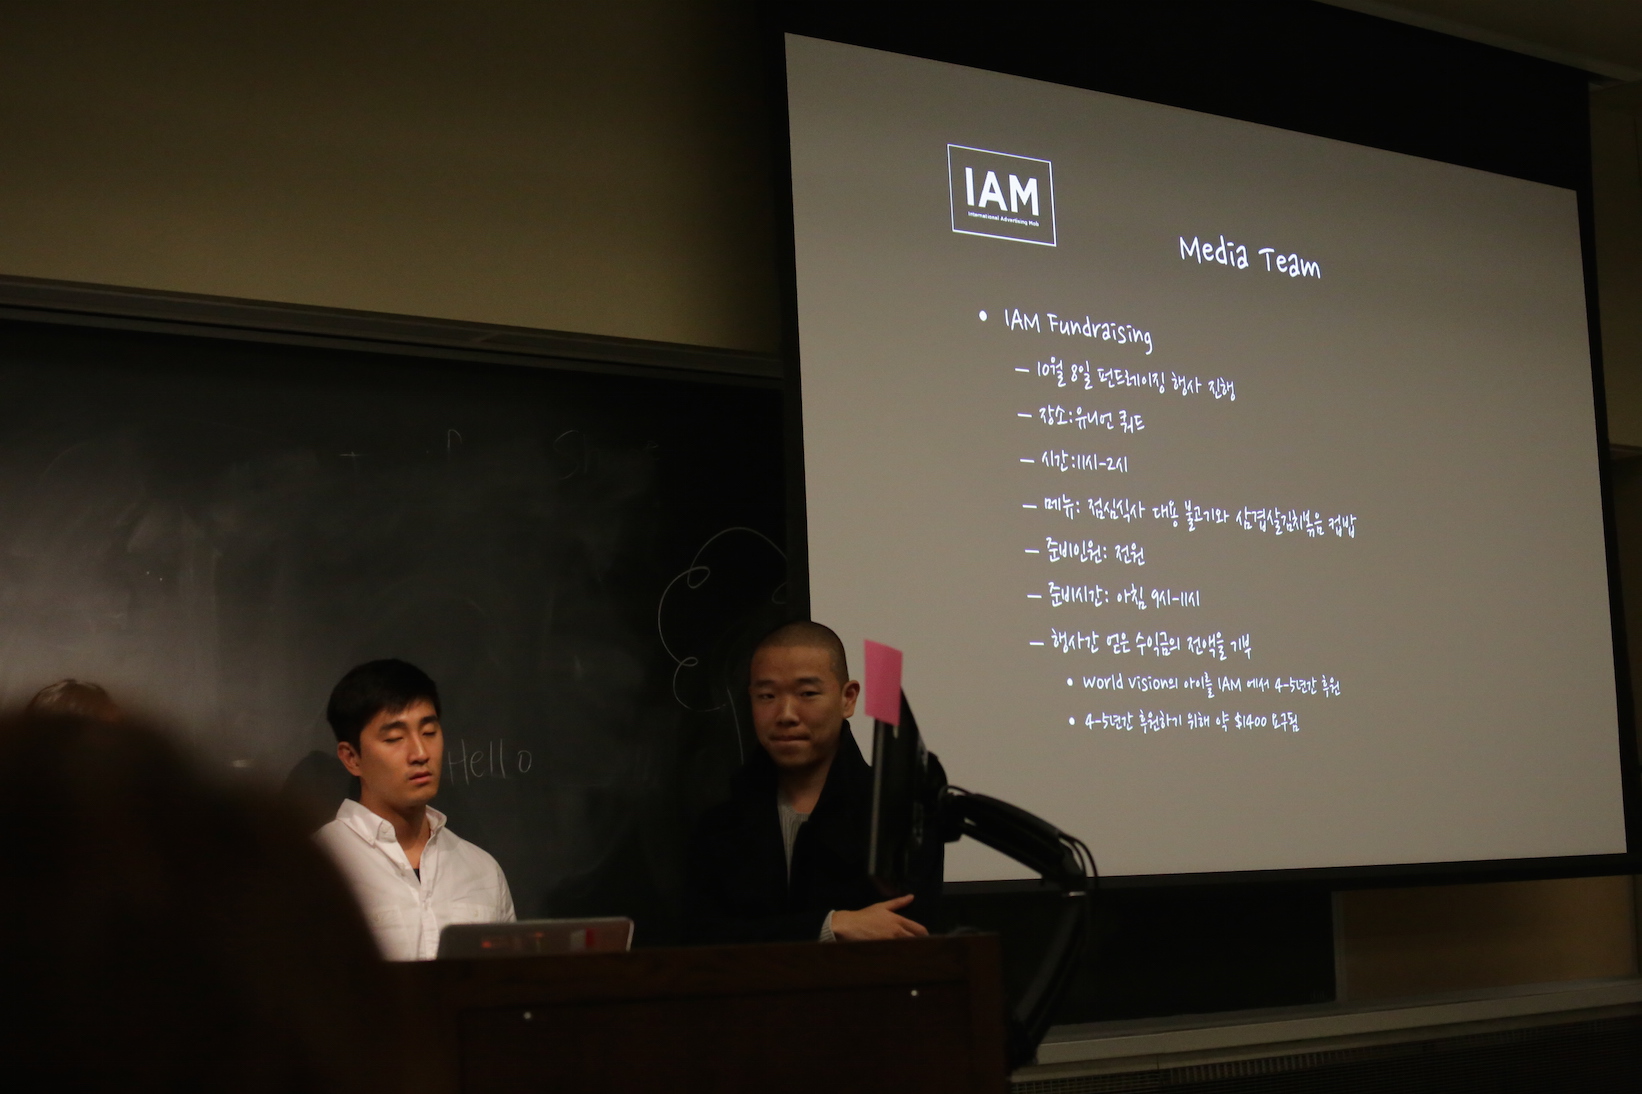 IAM
International Advertising Mob
Media Team
• IAM Fundraising
– 10월 8일 펀드레이징 행사 진행
– 장소:유니언 쿼드
– 시간:11시-2시
– 메뉴: 점심식사 대용 불고기와 삼겹살김치볶음 컵밥
– 준비인원: 전원
– 준비시간: 아침 9시-11시
– 행사간 얻은 수익금의 전액을 기부
• World Vision의 아이를 IAM 에서 4-5년간 후원
• 4-5년간 후원하기 위해 약 $1400 요구됨
Hello